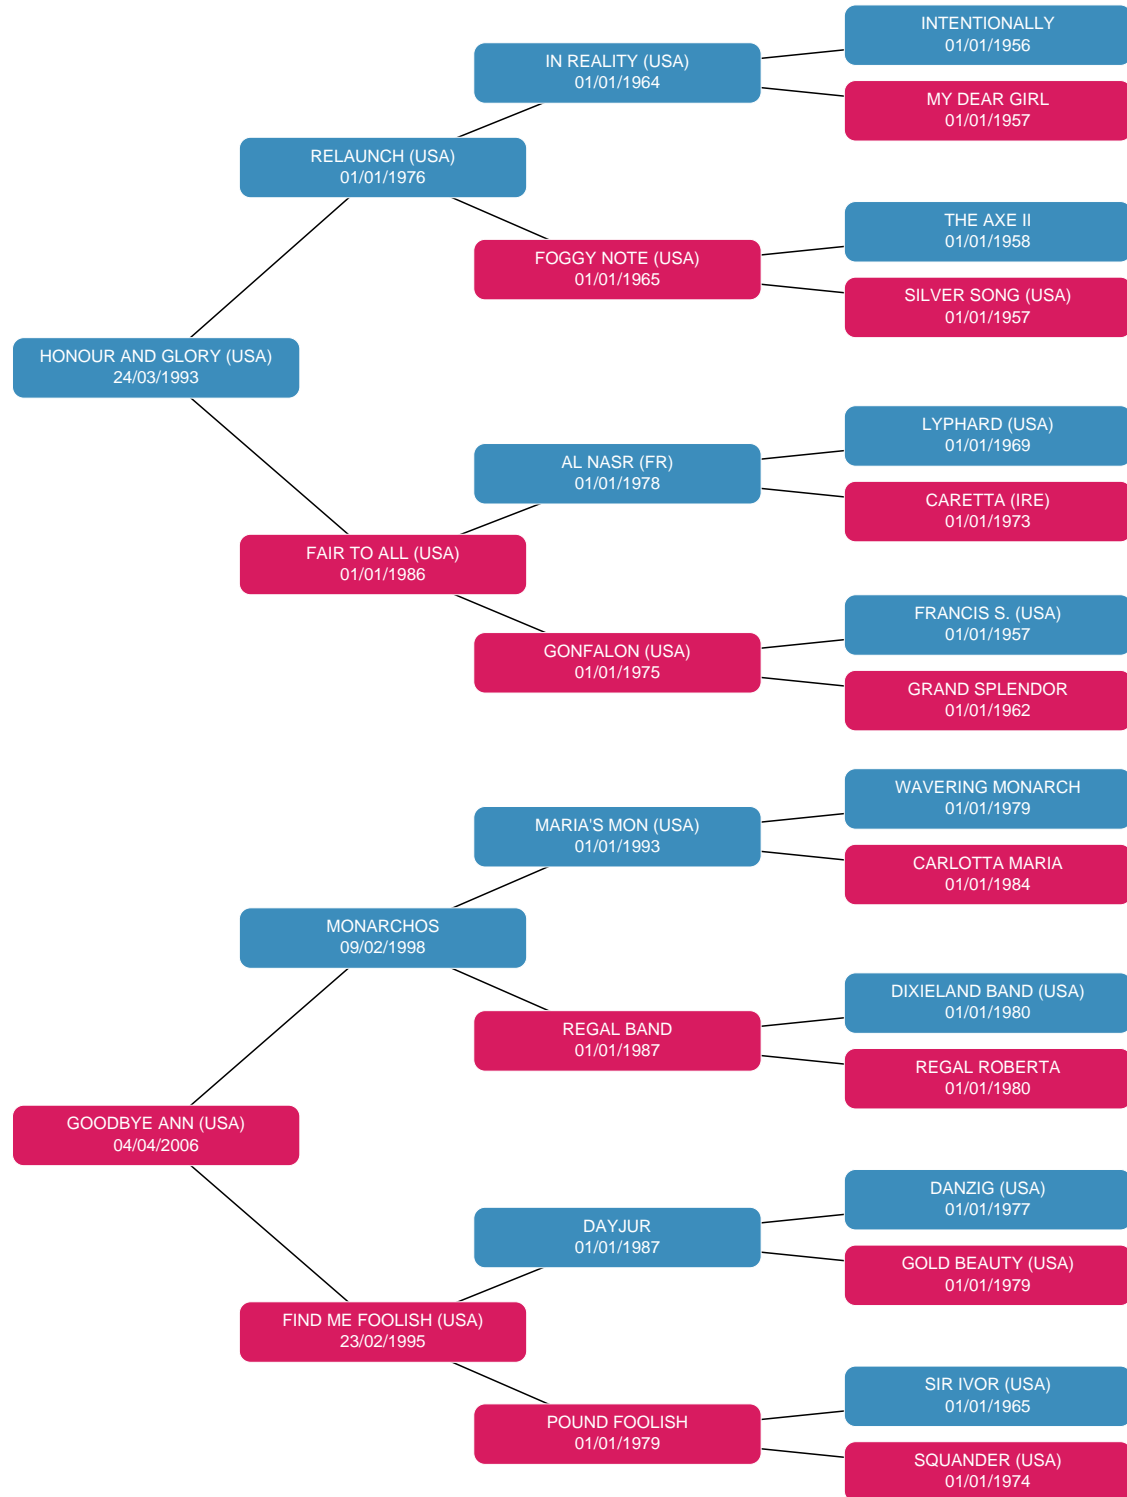 INTENTIONALLY
01/01/1956
IN REALITY (USA)
01/01/1964
MY DEAR GIRL
01/01/1957
RELAUNCH (USA)
01/01/1976
THE AXE II
01/01/1958
FOGGY NOTE (USA)
01/01/1965
SILVER SONG (USA)
01/01/1957
HONOUR AND GLORY (USA)
24/03/1993
LYPHARD (USA)
01/01/1969
AL NASR (FR)
01/01/1978
CARETTA (IRE)
01/01/1973
FAIR TO ALL (USA)
01/01/1986
FRANCIS S. (USA)
01/01/1957
GONFALON (USA)
01/01/1975
GRAND SPLENDOR
01/01/1962
WAVERING MONARCH
01/01/1979
MARIA'S MON (USA)
01/01/1993
CARLOTTA MARIA
01/01/1984
MONARCHOS
09/02/1998
DIXIELAND BAND (USA)
01/01/1980
REGAL BAND
01/01/1987
REGAL ROBERTA
01/01/1980
GOODBYE ANN (USA)
04/04/2006
DANZIG (USA)
01/01/1977
DAYJUR
01/01/1987
GOLD BEAUTY (USA)
01/01/1979
FIND ME FOOLISH (USA)
23/02/1995
SIR IVOR (USA)
01/01/1965
POUND FOOLISH
01/01/1979
SQUANDER (USA)
01/01/1974